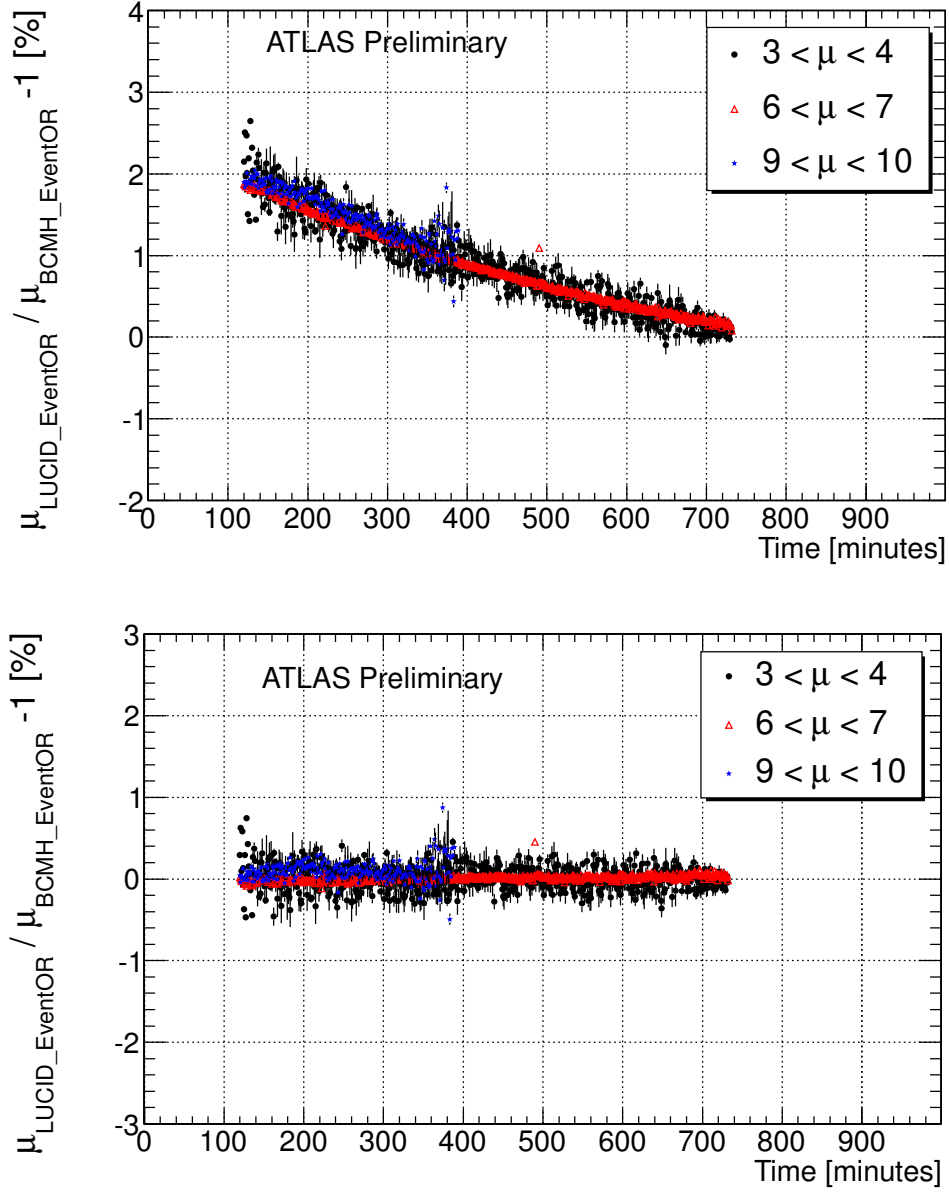 μLUCID_EventOR / μBCMH_EventOR -1 [%]
ATLAS Preliminary
3 < μ < 4
6 < μ < 7
9 < μ < 10
4
3
2
1
0
-1
-2
0 100 200 300 400 500 600 700 800 900
Time [minutes]
μLUCID_EventOR / μBCMH_EventOR -1 [%]
ATLAS Preliminary
3 < μ < 4
6 < μ < 7
9 < μ < 10
3
2
1
0
-1
-2
-3
0 100 200 300 400 500 600 700 800 900
Time [minutes]